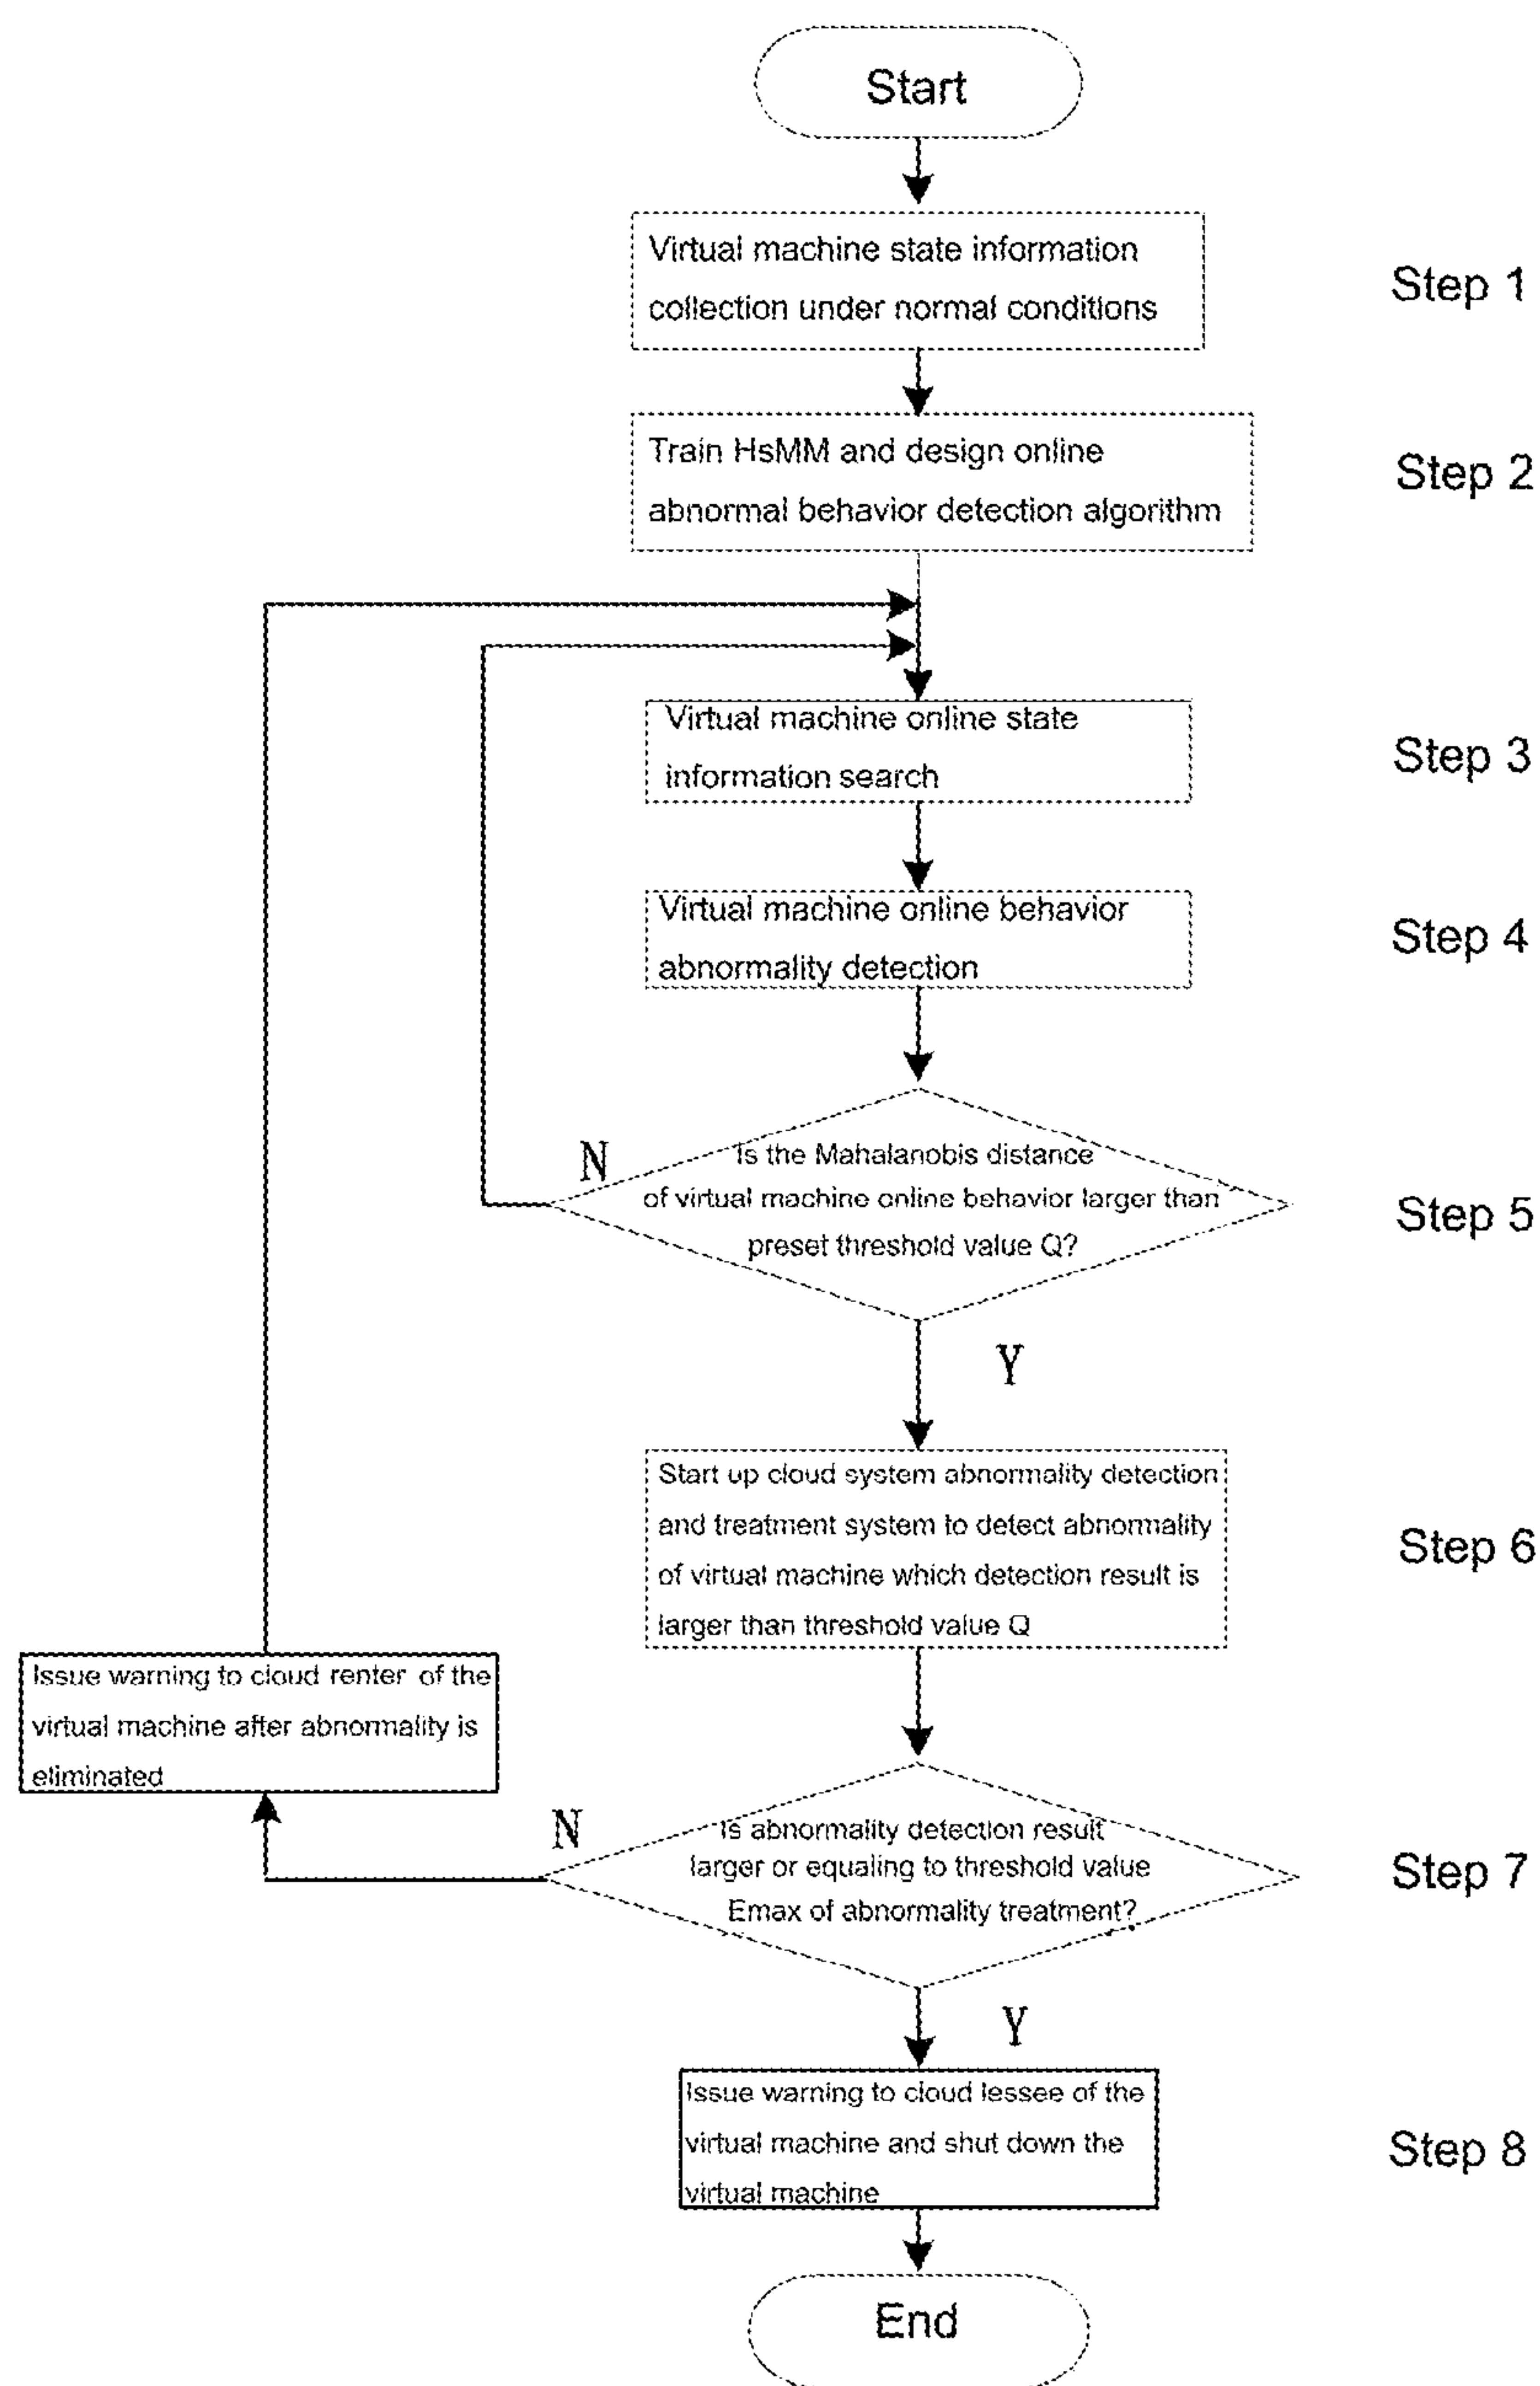 Start
Virtual machine state information
collection under normal conditions
Step 1
Train HsMM and design online
abnormal behavior detection algorithm
Step 2
Virtual machine online state
information search
Step 3
Virtual machine online behavior
abnormality detection
Step 4
N
Is the Mahalanobis distance
of virtual machine online behavior larger than
preset threshold value Q?
Step 5
Y
Start up cloud system abnormality detection
and treatment system to detect abnormality
of virtual machine which detection result is
larger than threshold value Q
Step 6
Issue warning to cloud renter of the
virtual machine after abnormality is
eliminated
N
Is abnormality detection result
larger or equaling to threshold value
Emax of abnormality treatment?
Step 7
Y
Issue warning to cloud lessee of the
virtual machine and shut down the
virtual machine
Step 8
End